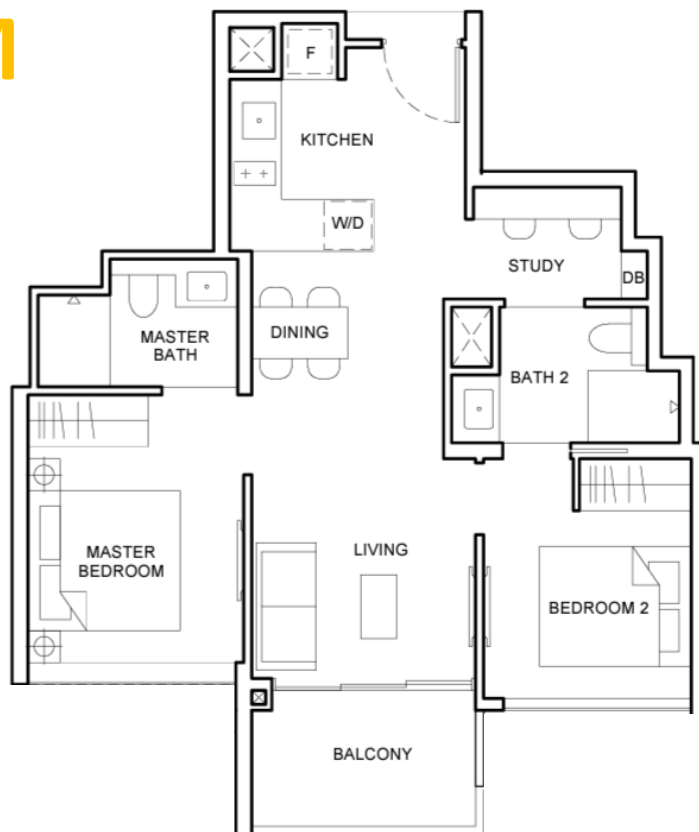 F
KITCHEN
W/D
STUDY
DB
MASTER
BATH
DINING
BATH 2
MASTER
BEDROOM
LIVING
BEDROOM 2
BALCONY